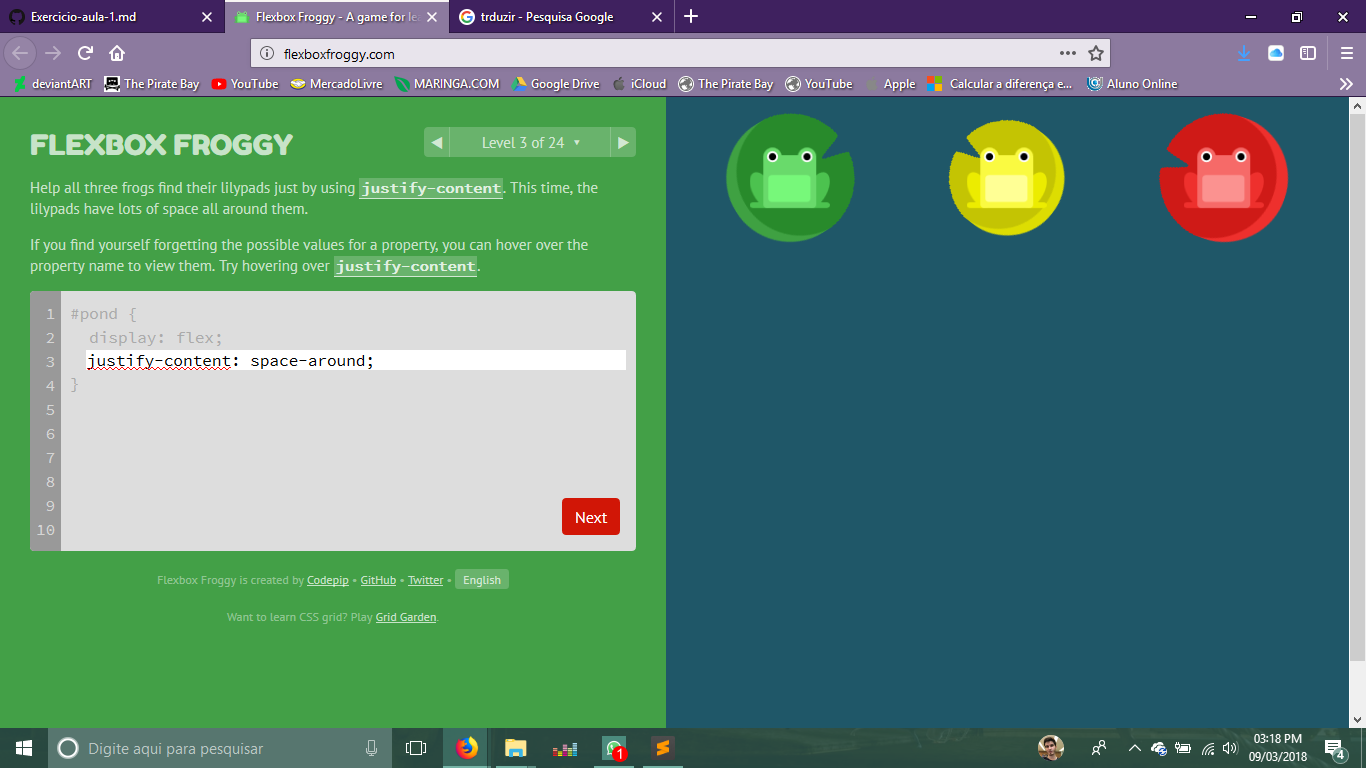 Exercicio-aula-1.md
Flexbox Froggy - A game for le
trduzir - Pesquisa Google
flexboxfroggy.com
deviantART
The Pirate Bay
YouTube
MercadoLivre
MARINGA.COM
Google Drive
iCloud
The Pirate Bay
YouTube
Apple
Calcular a diferença e...
Aluno Online
FLEXBOX FROGGY
Level 3 of 24
Help all three frogs find their lilypads just by using justify-content. This time, the
lilypads have lots of space all around them.
If you find yourself forgetting the possible values for a property, you can hover over the
property name to view them. Try hovering over justify-content.
1 #pond {
2 display: flex;
3 justify-content: space-around;
4 }
5
6
7
8
9
10
Next
Flexbox Froggy is created by Codepip • GitHub • Twitter • English
Want to learn CSS grid? Play Grid Garden.
Digite aqui para pesquisar
1
03:18 PM
09/03/2018
4